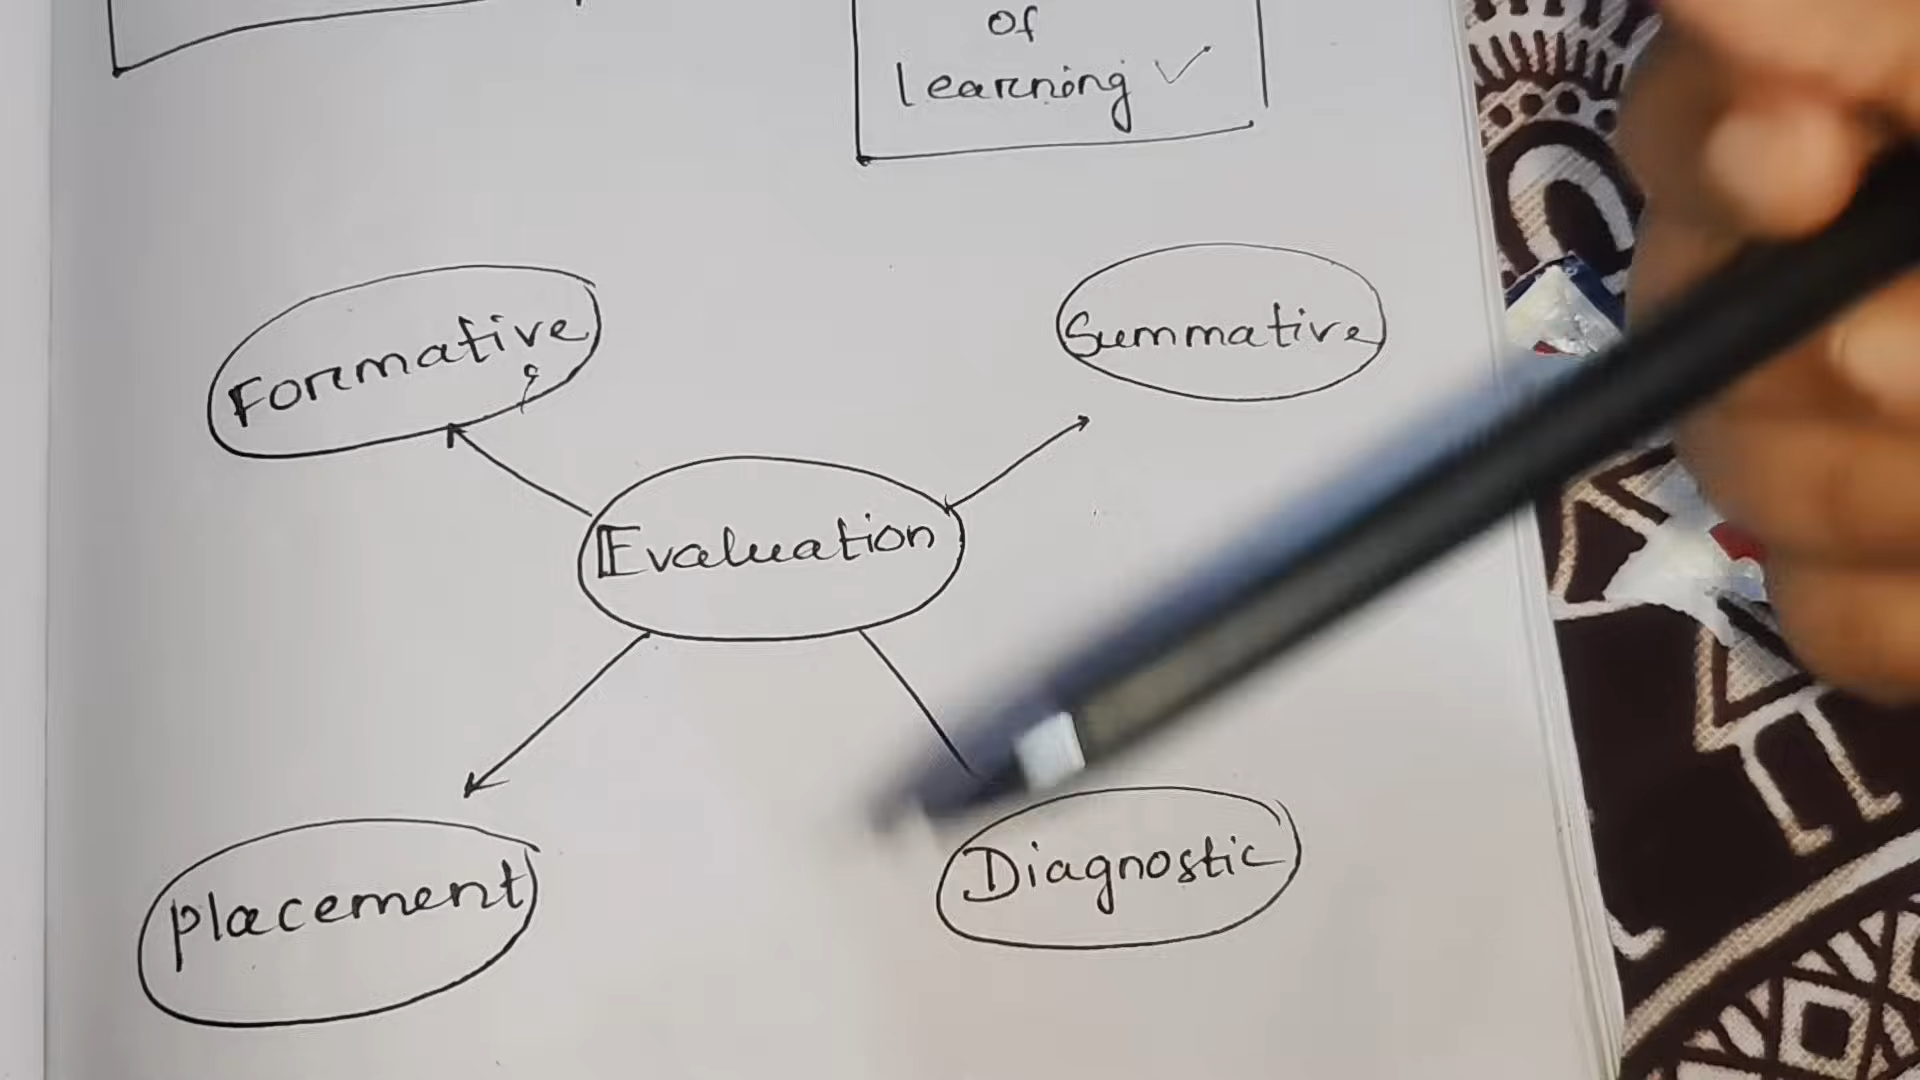 of
learning
Formative
Summative
Evaluation
placement
Diagnostic